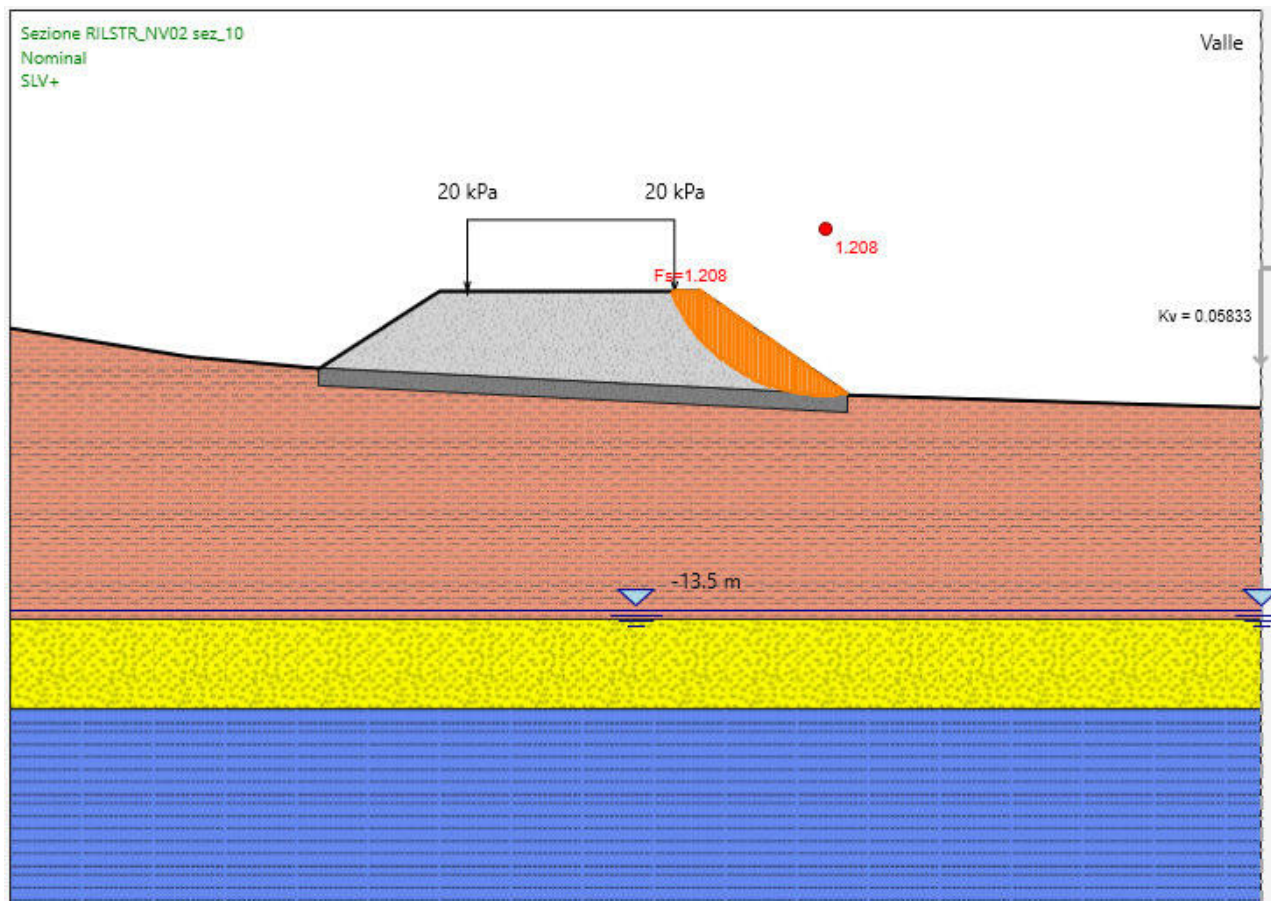 Sezione RILSTR_NV02 sez_10
Nominal
SLV+
Valle
20 kPa
20 kPa
1.208
Fs=1.208
Kv = 0.05833
-13.5 m